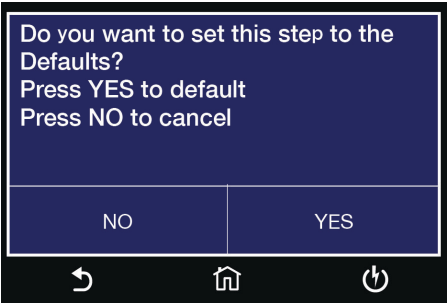 Do you want to set this step to the
Defaults?
Press YES to default
Press NO to cancel
NO
YES